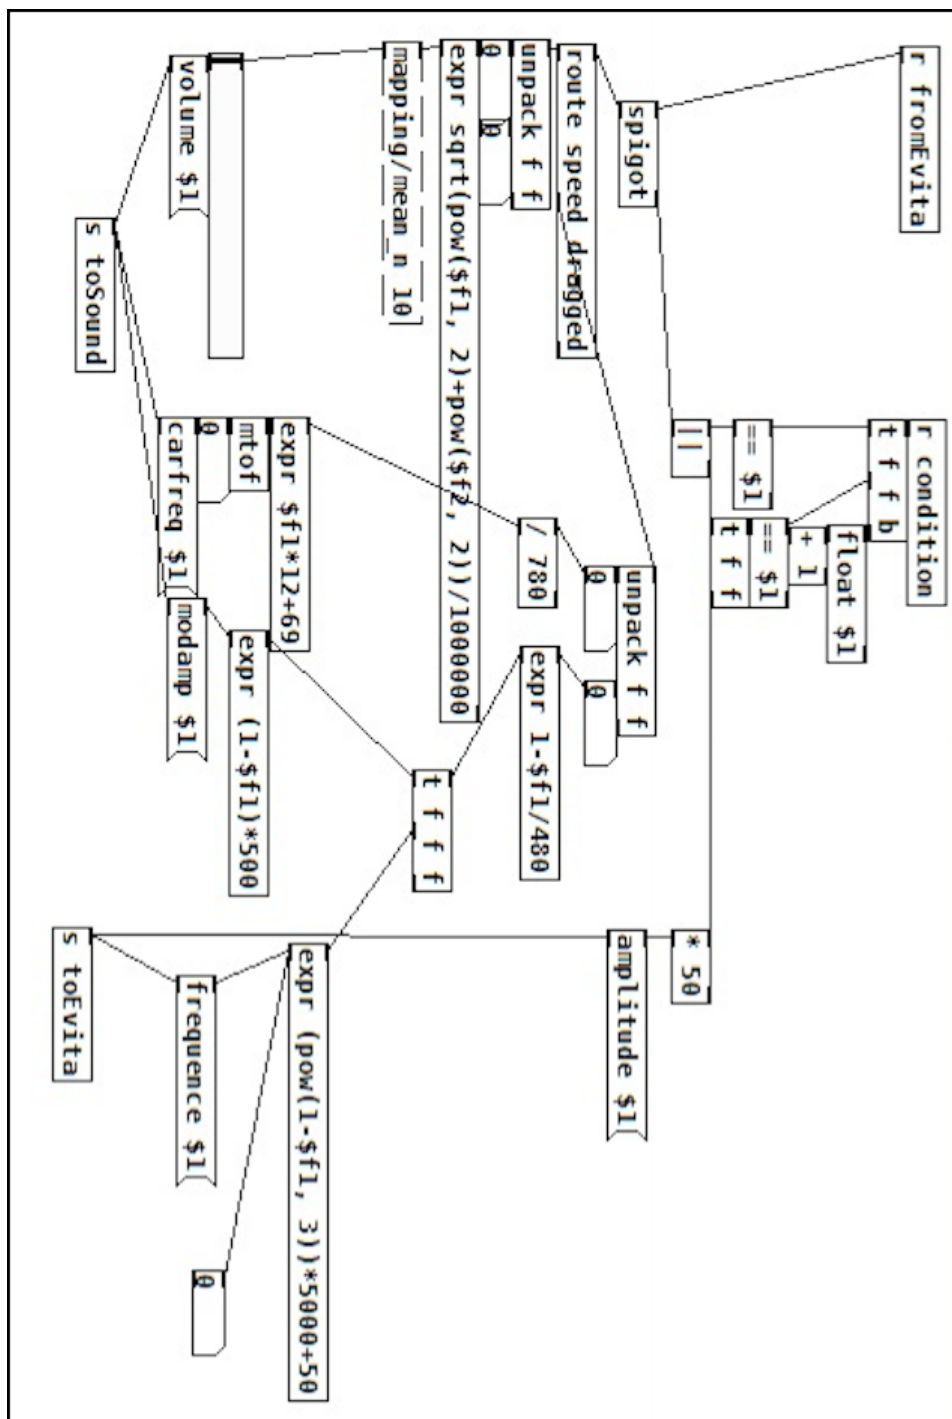 r fromEvita
r condition
t f f b
float $1
+ 1
== $1
== $1
t f f
||
spigot
route speed dragged
unpack f f
0
0
expr sqrt(pow($f1, 2)+pow($f2, 2))/1000000
mapping/mean_n 10
volume $1
s toSound
unpack f f
0
0
/ 780
expr 1-$f1/480
t f f f
expr $f1*12+69
mtof
0
carfreq $1
expr (1-$f1)*500
modamp $1
* 50
amplitude $1
expr (pow(1-$f1, 3))*5000+50
frequence $1
0
s toEvita